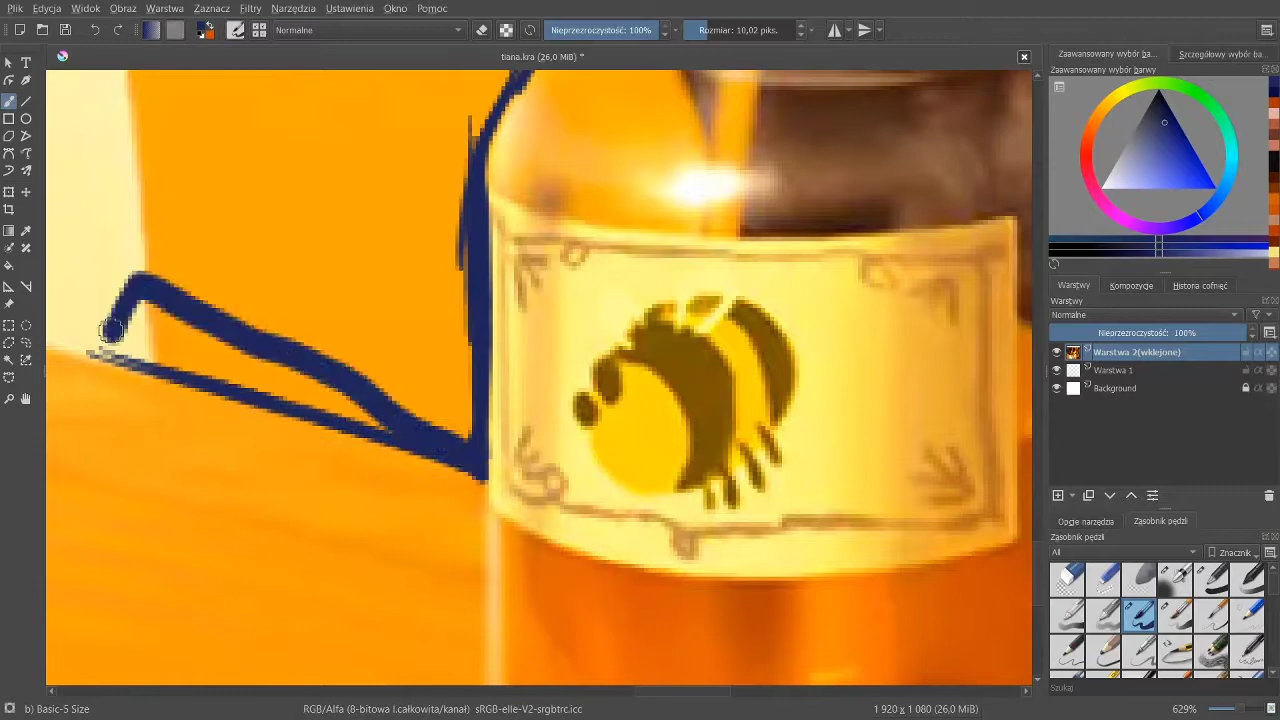 Plik Edycja Widok Obraz Warstwa Zaznacz Filtry Narzędzia Ustawienia Okno Pomoc
Normalne Nieprzezroczystość: 100% Rozmiar: 10,02 piks.
tiana.kra (26,0 MiB) *
Zaawansowany wybór ba... Szczegółowy wybór ba...
Zaawansowany wybór barwy
Warstwy Kompozycje Historia cofnięć
Warstwy
Normalne
Nieprzezroczystość: 100%
Warstwa 2(wklejone)
Warstwa 1
Background
Opcje narzędzia Zasobnik pędzli
Zasobnik pędzli
All Znacznik
Szukaj
b) Basic-5 Size RGB/Alfa (8-bitowa l.całkowita/kanał) sRGB-elle-V2-srgbtrc.icc 1 920 x 1 080 (26,0 MiB) 629%